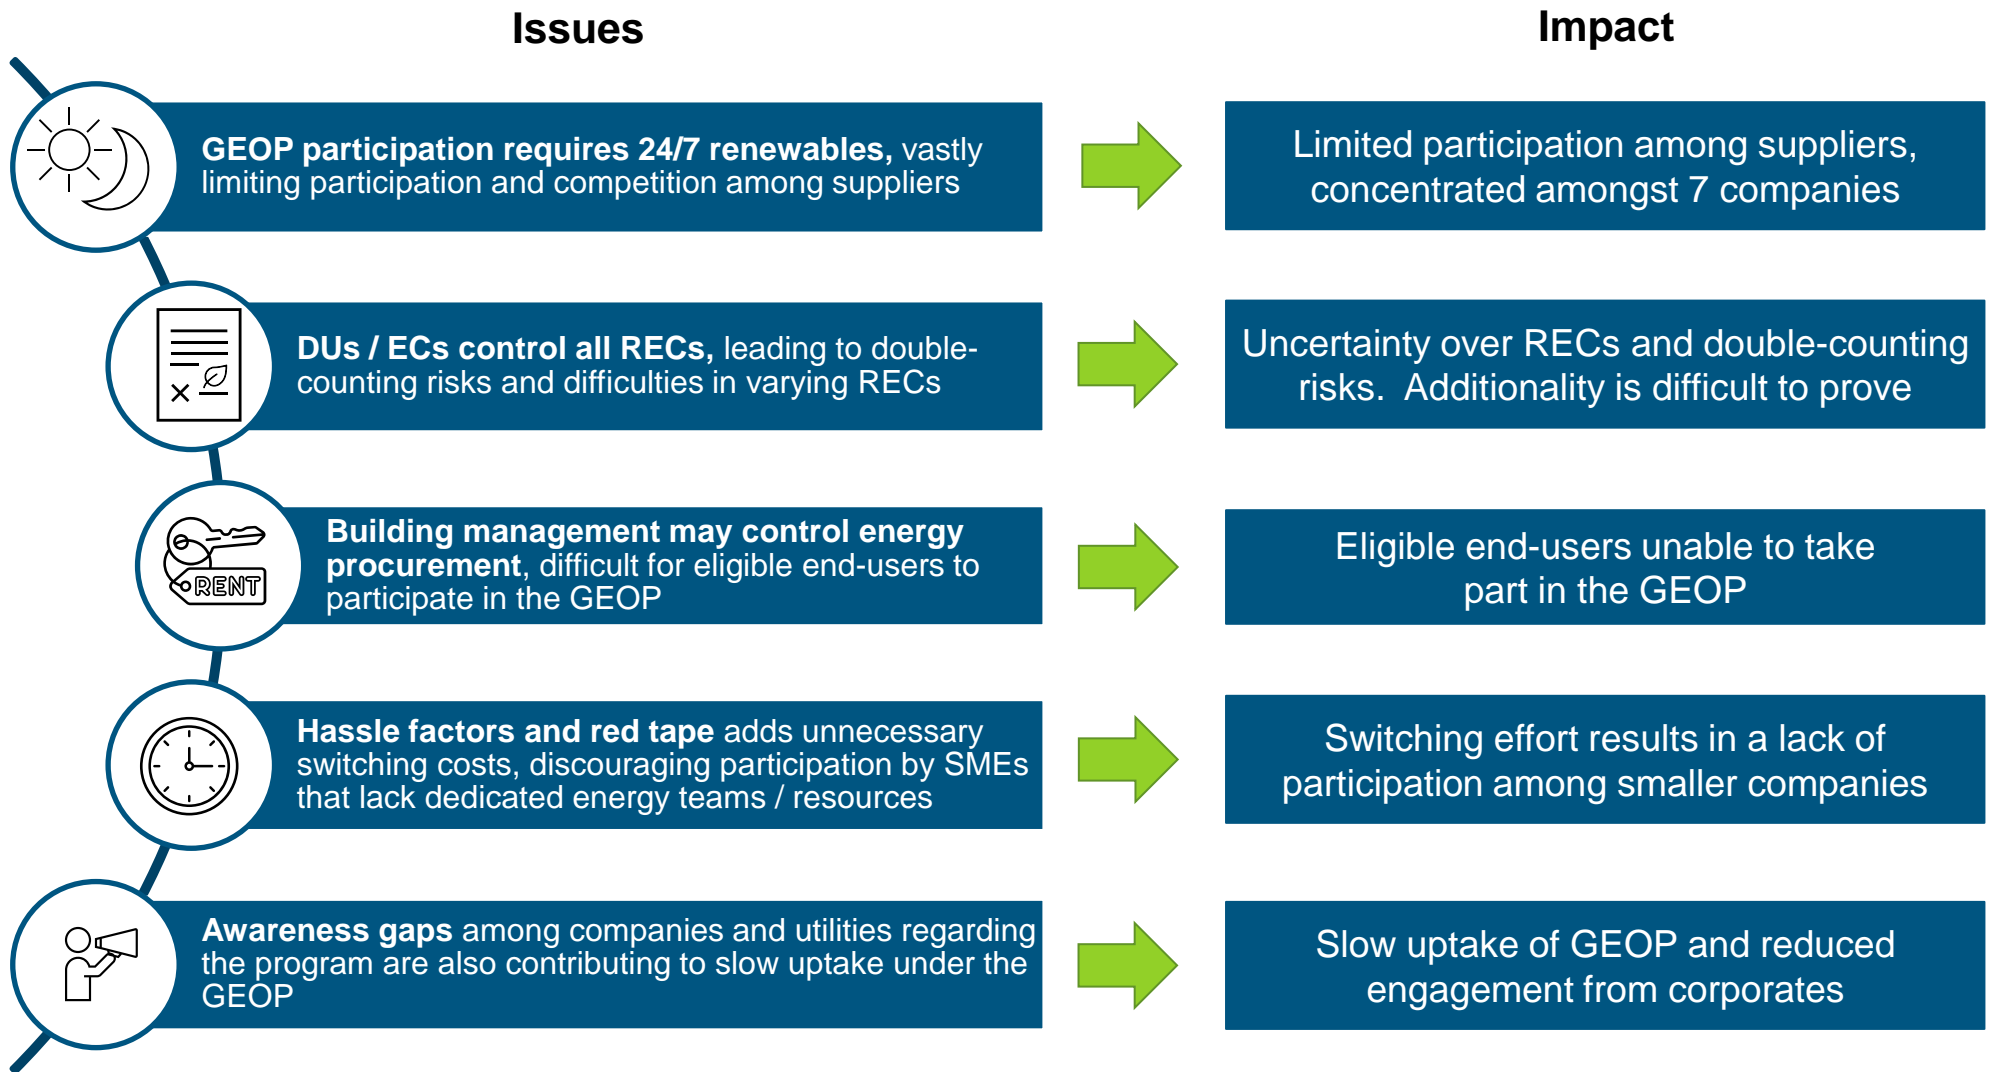 Issues
Impact
GEOP participation requires 24/7 renewables, vastly
limiting participation and competition among suppliers
Limited participation among suppliers,
concentrated amongst 7 companies
DUs / ECs control all RECs, leading to double-
counting risks and difficulties in varying RECs
Uncertainty over RECs and double-counting
risks.  Additionality is difficult to prove
RENT
Building management may control energy
procurement, difficult for eligible end-users to
participate in the GEOP
Eligible end-users unable to take
part in the GEOP
Hassle factors and red tape adds unnecessary
switching costs, discouraging participation by SMEs
that lack dedicated energy teams / resources
Switching effort results in a lack of
participation among smaller companies
Awareness gaps among companies and utilities regarding
the program are also contributing to slow uptake under the
GEOP
Slow uptake of GEOP and reduced
engagement from corporates